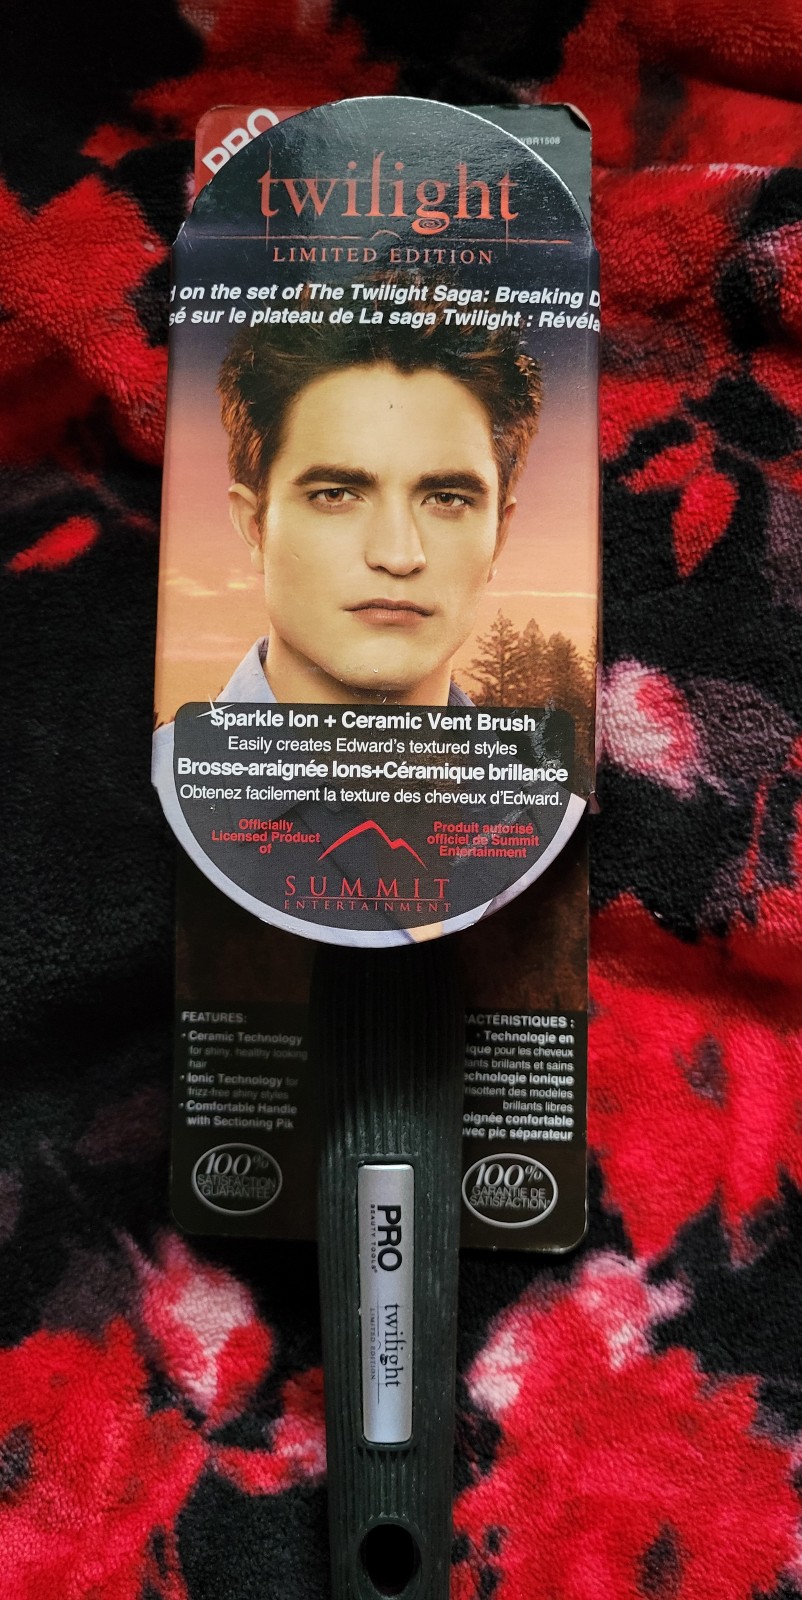 PRO
twilight
LIMITED EDITION
on the set of The Twilight Saga: Breaking D
sé sur le plateau de La saga Twilight : Révéla
Sparkle Ion + Ceramic Vent Brush
Easily creates Edward's textured styles
Brosse-araignée Ions+Céramique brillance
Obtenez facilement la texture des cheveux d'Edward.
Officially
Licensed Product
of
Produit autorisé
officiel de Summit
Entertainment
SUMMIT
ENTERTAINMENT
FEATURES:
• Ceramic Technology
for shiny, healthy looking
hair
• Ionic Technology for
frizz-free shiny styles
• Comfortable Handle
with Sectioning Pik
100%
SATISFACTION
GUARANTEE
ACTÉRISTIQUES :
• Technologie en
ique pour les cheveux
lants brillants et sains
echnologie ionique
risottent des modèles
brillants libres
oignée confortable
vec pic séparateur
100%
GARANTIE DE
SATISFACTION
PRO
BEAUTY TOOLS
twilight
LIMITED EDITION